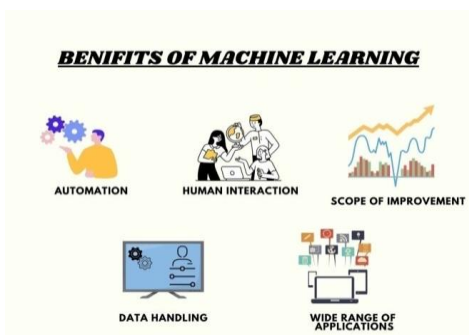 BENIFITS OF MACHINE LEARNING
AUTOMATION
HUMAN INTERACTION
SCOPE OF IMPROVEMENT
DATA HANDLING
WIDE RANGE OF
APPLICATIONS